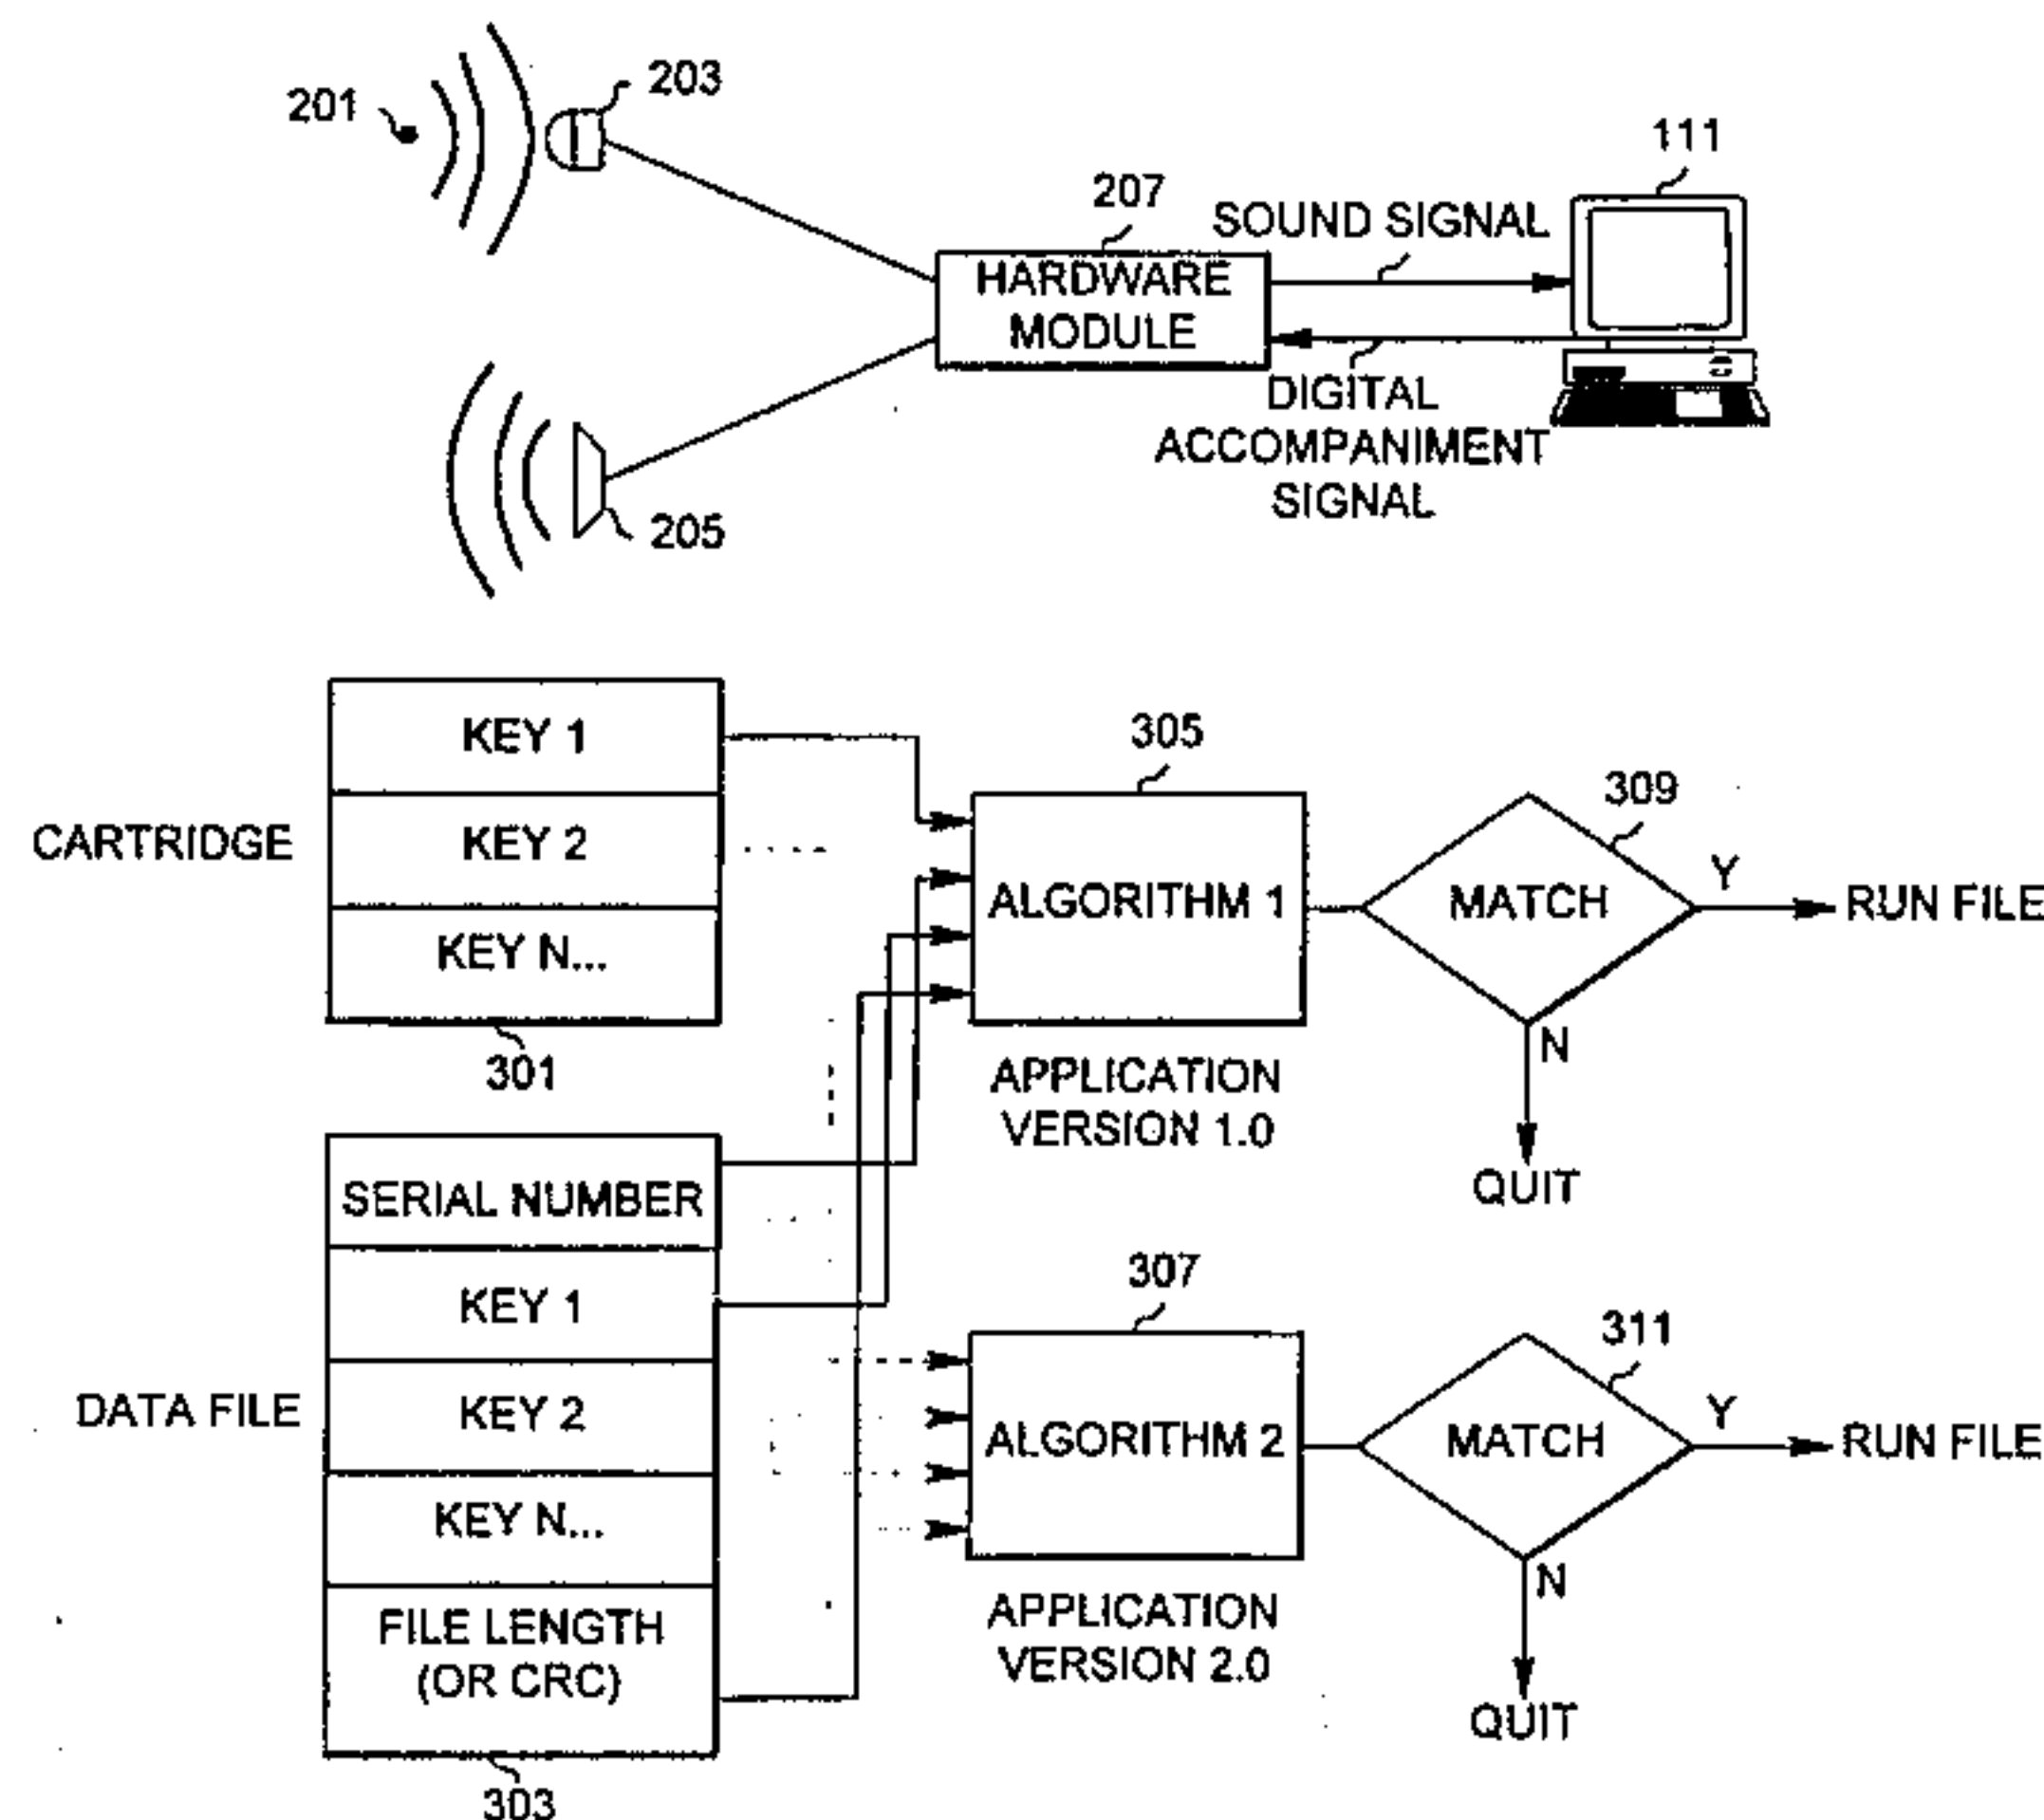 201
203
111
207
SOUND SIGNAL
HARDWARE
MODULE
DIGITAL
ACCOMPANIMENT
SIGNAL
205
KEY 1
305
309
CARTRIDGE
KEY 2
Y
ALGORITHM 1
MATCH
RUN FILE
KEY N...
N
301
APPLICATION
VERSION 1.0
QUIT
SERIAL NUMBER
307
KEY 1
311
DATA FILE
KEY 2
Y
ALGORITHM 2
MATCH
RUN FILE
KEY N...
N
FILE LENGTH
(OR CRC)
APPLICATION
VERSION 2.0
QUIT
303